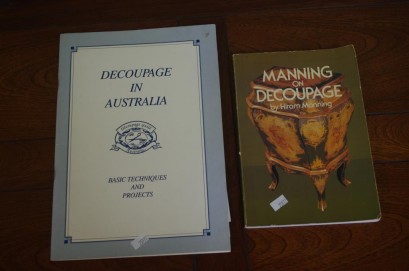 DECOUPAGE
IN
AUSTRALIA
BASIC TECHNIQUES
AND
PROJECTS
MANNING
ON
DECOUPAGE
by Hiram Manning